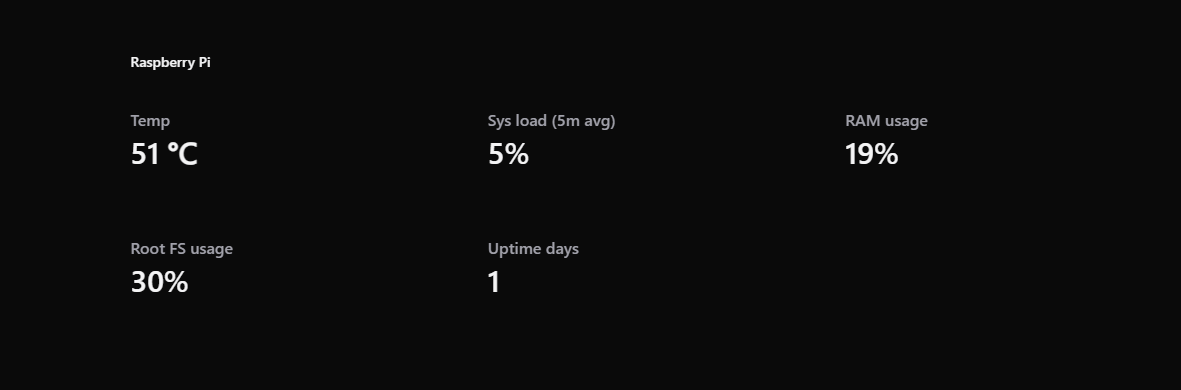 Raspberry Pi
Temp
51 °C
Sys load (5m avg)
5%
RAM usage
19%
Root FS usage
30%
Uptime days
1